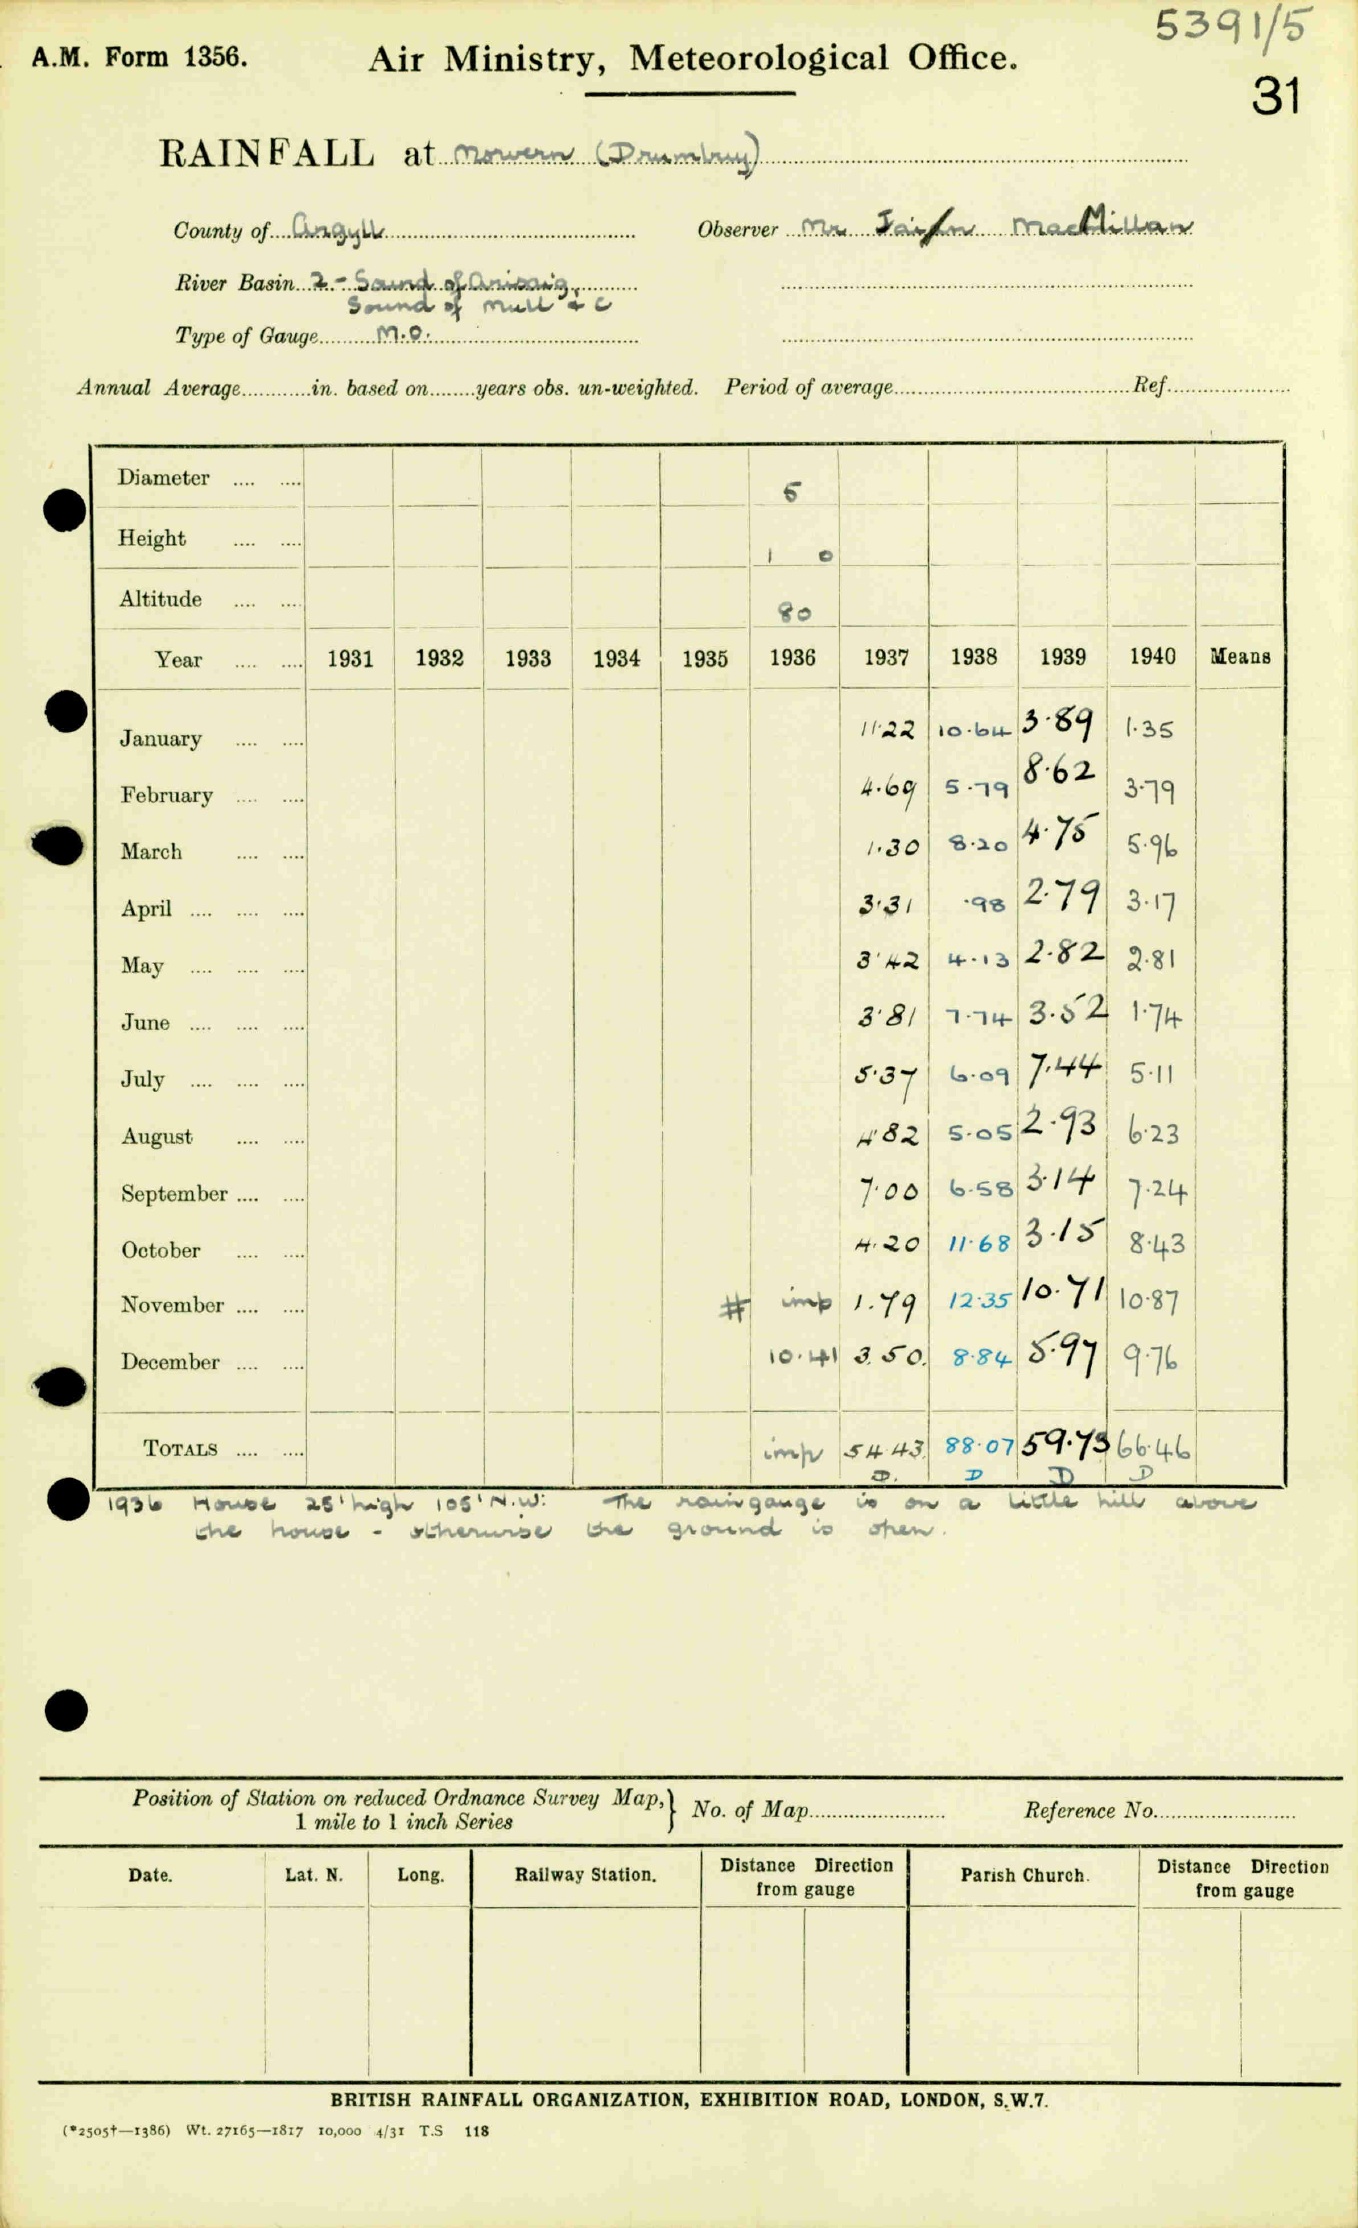 5391/5
A.M. Form 1356. Air Ministry, Meteorological Office.
31
RAINFALL at Morvern (Drumbuy)
County of Argyll Observer Mr Iain MacMillan
River Basin 2 - Sound of Arisaig,
Sound of Mull & C
Type of Gauge M.O.
Annual Average in. based on years obs. un-weighted. Period of average Ref.
Diameter 5
Height 1 0
Altitude 80
Year 1931 1932 1933 1934 1935 1936 1937 1938 1939 1940 Means
January 11.22 10.64 3.89 1.35
February 4.69 5.79 8.62 3.79
March 1.30 8.20 4.75 5.96
April 3.31 .98 2.79 3.17
May 3.42 4.13 2.82 2.81
June 3.81 7.74 3.52 1.74
July 5.37 6.09 7.44 5.11
August 4.82 5.05 2.93 6.23
September 7.00 6.58 3.14 7.24
October 4.20 11.68 3.15 8.43
November # imp 1.79 12.35 10.71 10.87
December 10.41 3.50. 8.84 5.97 9.76
TOTALS imp 54.43. 88.07 59.73 66.46
D. D D D
1936 House 25' high 105' N.W: The raingauge is on a little hill above
the house - otherwise the ground is open.
Position of Station on reduced Ordnance Survey Map,} No. of Map Reference No.
1 mile to 1 inch Series
Date. Lat. N. Long. Railway Station. Distance Direction Parish Church. Distance Direction
from gauge from gauge
BRITISH RAINFALL ORGANIZATION, EXHIBITION ROAD, LONDON, S.W.7.
(*2505†—1386) Wt. 27165—1817 10,000 4/31 T.S 118